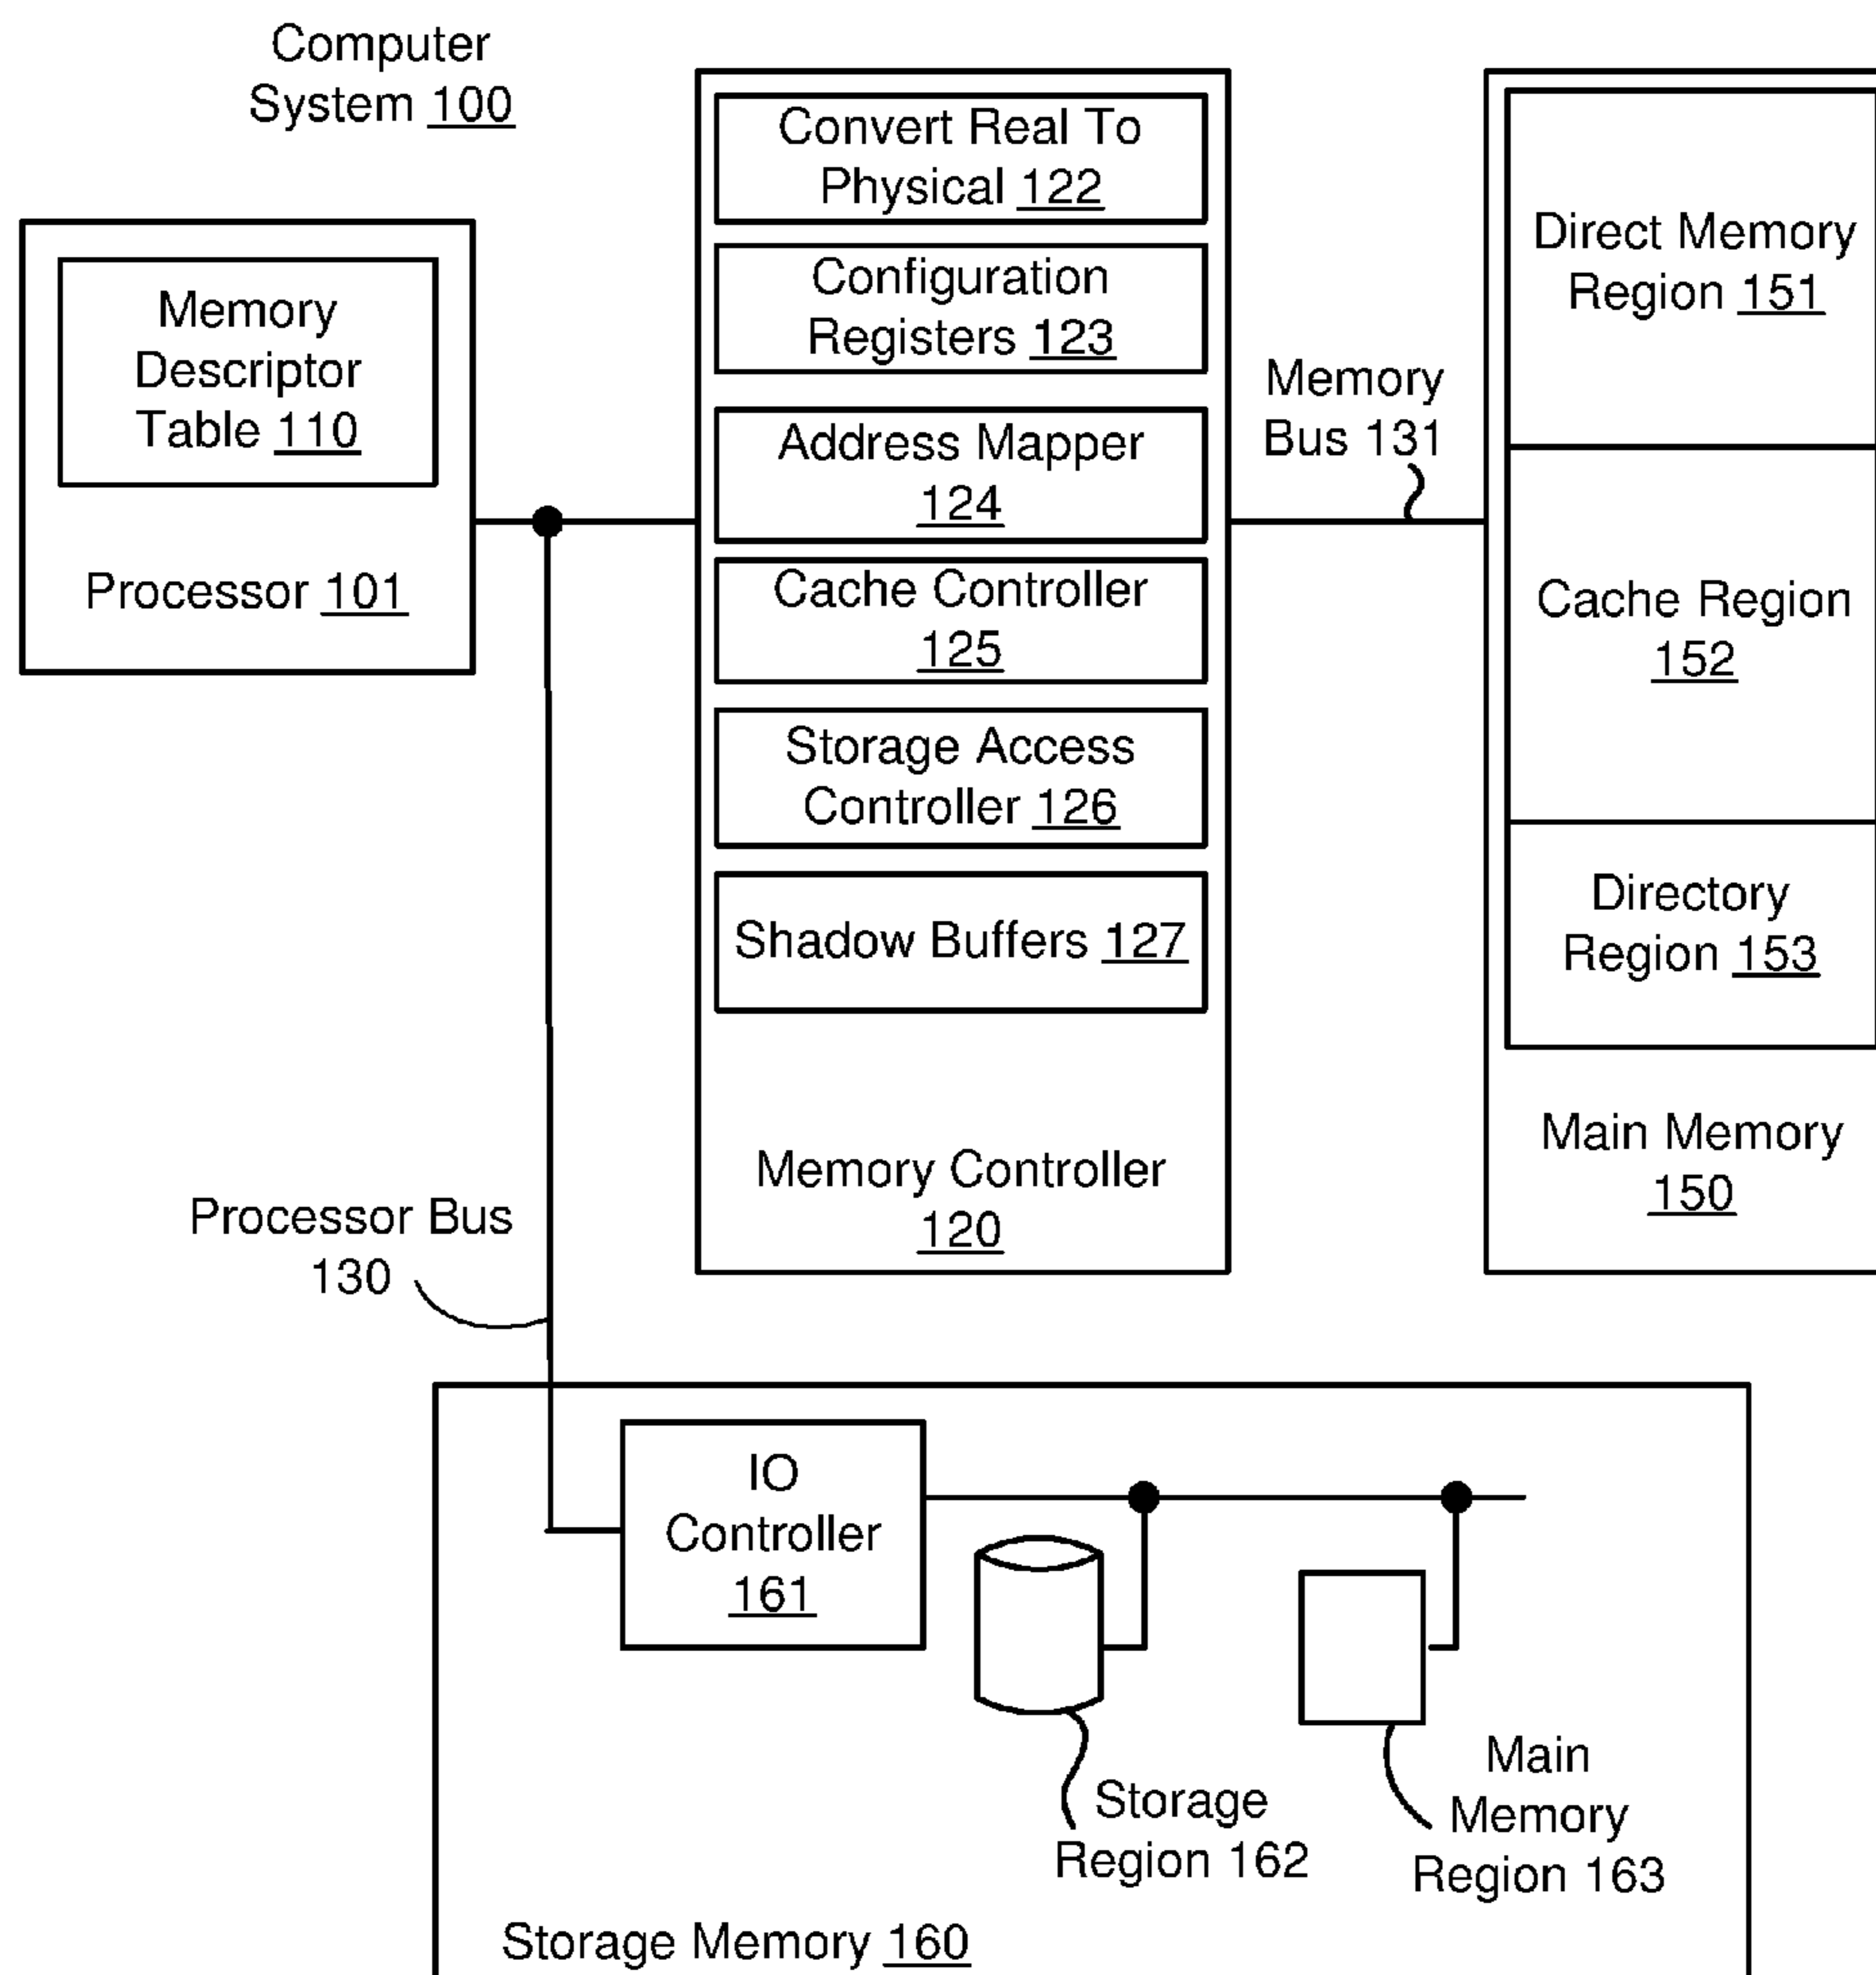 Computer
System 100
Memory
Descriptor
Table 110
Processor 101
Convert Real To
Physical 122
Configuration
Registers 123
Address Mapper
124
Cache Controller
125
Storage Access
Controller 126
Shadow Buffers 127
Memory Controller
120
Memory
Bus 131
Direct Memory
Region 151
Cache Region
152
Directory
Region 153
Main Memory
150
Processor Bus
130
IO
Controller
161
Storage
Region 162
Main
Memory
Region 163
Storage Memory 160